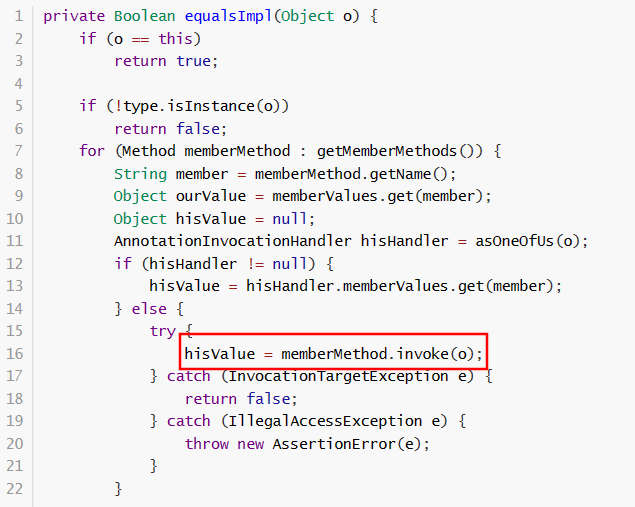 1 private Boolean equalsImpl(Object o) {
2     if (o == this)
3         return true;
4
5     if (!type.isInstance(o))
6         return false;
7     for (Method memberMethod : getMemberMethods()) {
8         String member = memberMethod.getName();
9         Object ourValue = memberValues.get(member);
10         Object hisValue = null;
11         AnnotationInvocationHandler hisHandler = asOneOfUs(o);
12         if (hisHandler != null) {
13             hisValue = hisHandler.memberValues.get(member);
14         } else {
15             try {
16                 hisValue = memberMethod.invoke(o);
17             } catch (InvocationTargetException e) {
18                 return false;
19             } catch (IllegalAccessException e) {
20                 throw new AssertionError(e);
21             }
22         }